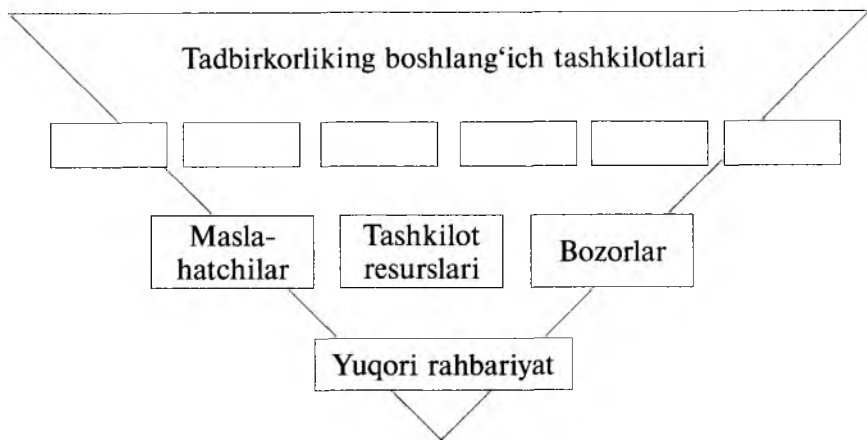 Tadbirkorliking boshlang‘ich tashkilotlari
Masla-
hatchilar
Tashkilot
resurslari
Bozorlar
Yuqori rahbariyat